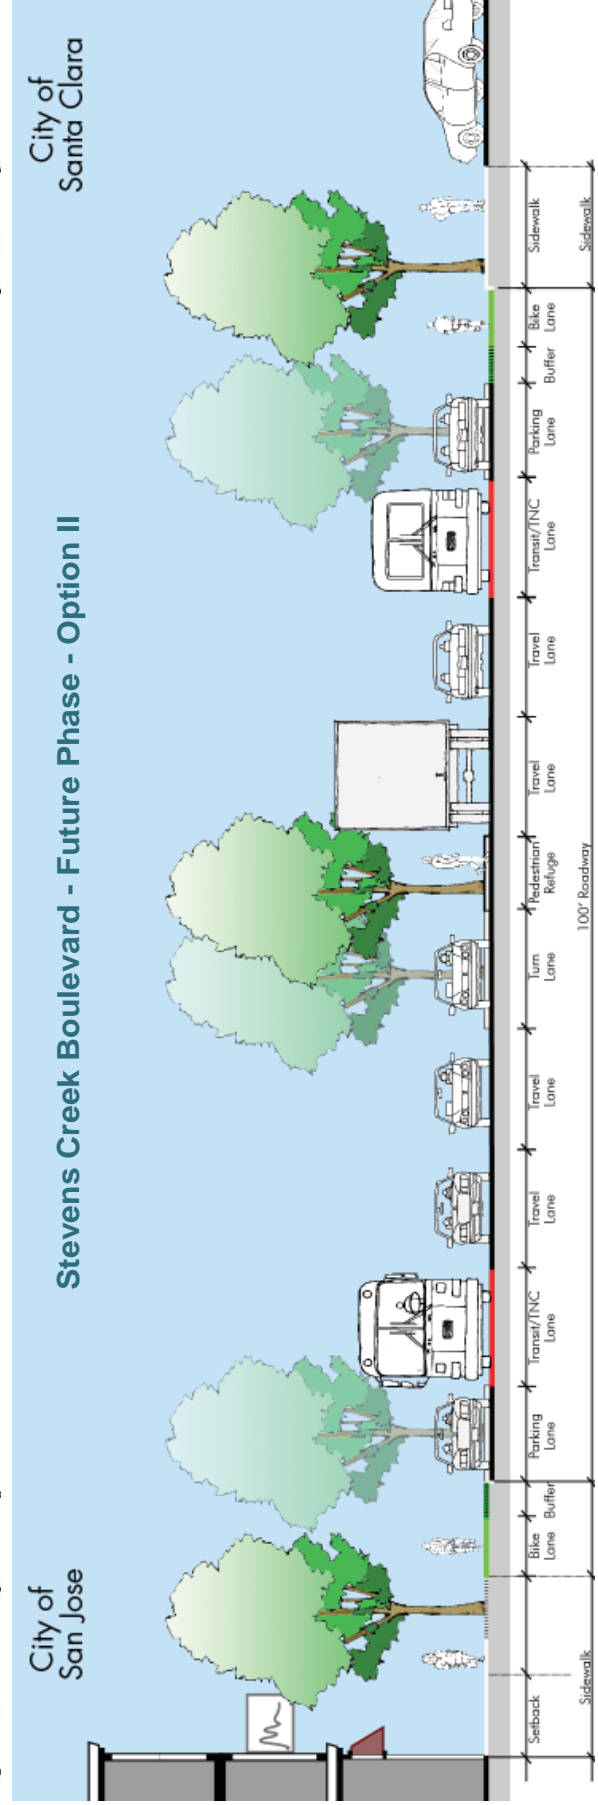 Stevens Creek Boulevard - Future Phase - Option II
City of
San Jose
City of
Santa Clara
Setback
Bike
Lane
Buffer
Parking
Lane
Transit/TNC
Lane
Travel
Lane
Travel
Lane
Turn
Lane
Pedestrian
Refuge
Travel
Lane
Travel
Lane
Transit/TNC
Lane
Parking
Lane
Buffer
Bike
Lane
Sidewalk
Sidewalk
100' Roadway
Sidewalk